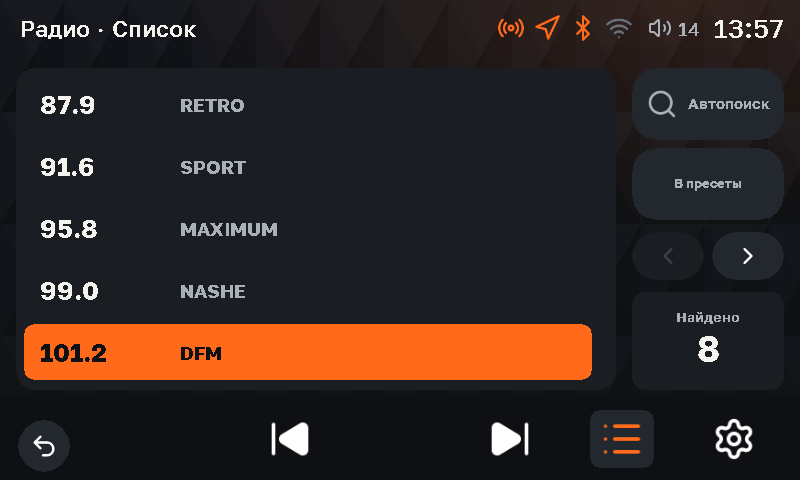 Радио · Список
14
13:57
87.9 RETRO
91.6 SPORT
95.8 MAXIMUM
99.0 NASHE
101.2 DFM
Автопоиск
В пресеты
Найдено
8